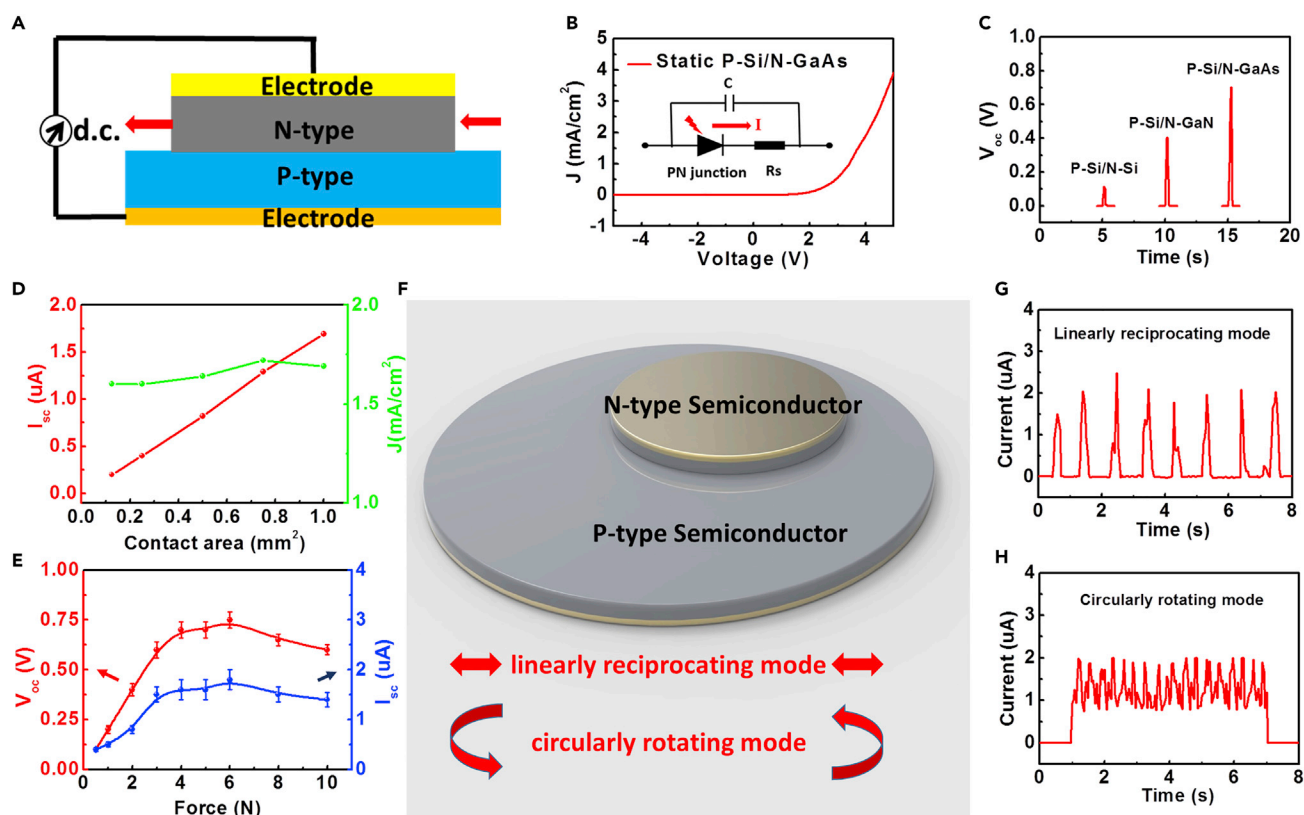 A
Electrode
N-type
P-type
Electrode
d.c.
B
J (mA/cm²)
5
4
3
2
1
0
-1
Static P-Si/N-GaAs
C
I
PN junction
Rs
-4
-2
0
2
4
Voltage (V)
C
Voc (V)
1.0
0.8
0.6
0.4
0.2
0.0
P-Si/N-Si
P-Si/N-GaN
P-Si/N-GaAs
0
5
10
15
20
Time (s)
D
Isc (uA)
2.0
1.5
1.0
0.5
0.0
0.0
0.2
0.4
0.6
0.8
1.0
Contact area (mm²)
2.0
1.5
1.0
J(mA/cm²)
E
Voc (V)
1.00
0.75
0.50
0.25
0.00
0
2
4
6
8
10
Force (N)
4
3
2
1
0
Isc (uA)
F
N-type Semiconductor
P-type Semiconductor
linearly reciprocating mode
circularly rotating mode
G
Current (uA)
4
3
2
1
0
Linearly reciprocating mode
0
2
4
6
8
Time (s)
H
Current (uA)
4
3
2
1
0
Circularly rotating mode
0
2
4
6
8
Time (s)